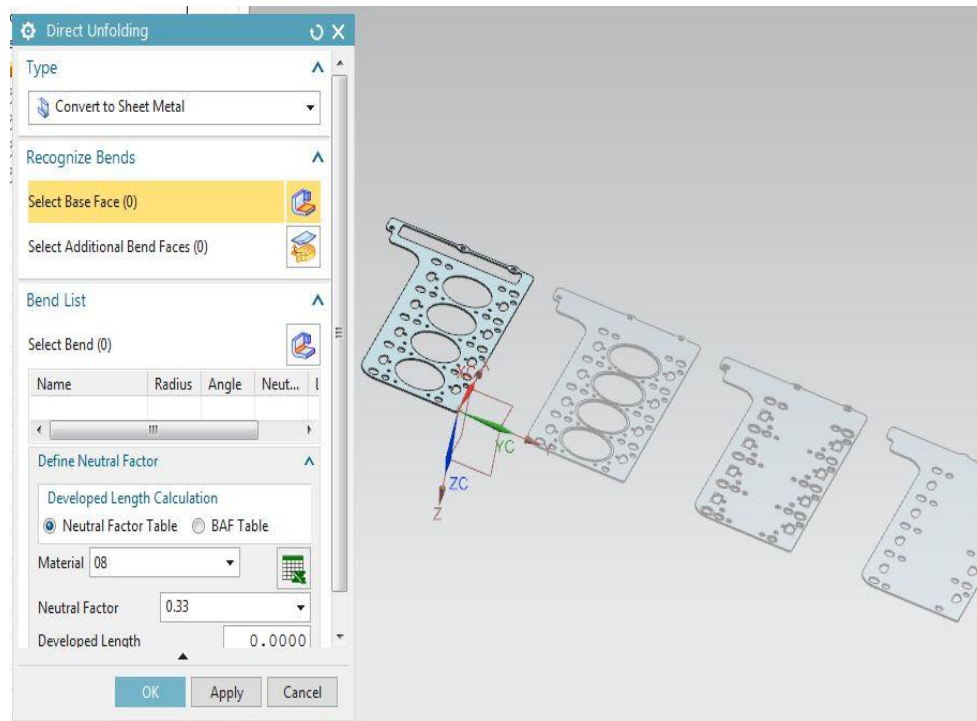 Direct Unfolding
Type
Convert to Sheet Metal
Recognize Bends
Select Base Face (0)
Select Additional Bend Faces (0)
Bend List
Select Bend (0)
Name Radius Angle Neut... L
Define Neutral Factor
Developed Length Calculation
Neutral Factor Table BAF Table
Material 08
Neutral Factor 0.33
Developed Length 0.0000
OK Apply Cancel
YC
ZC
Z